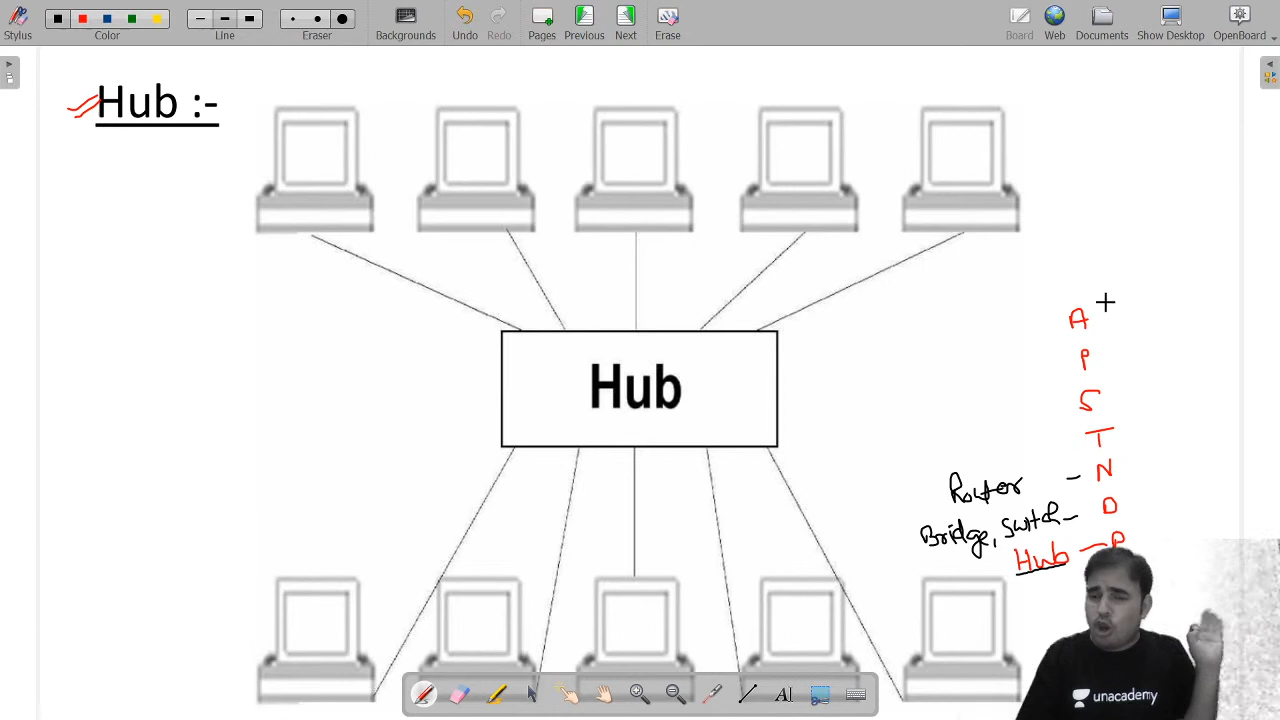 Stylus
Color
Line
Eraser
Backgrounds
Undo
Redo
Pages
Previous
Next
Erase
Board
Web
Documents
Show Desktop
OpenBoard
Hub :-
Hub
A
P
S
T
Router - N
Bridge, Switch - D
Hub - P
unacademy
AI